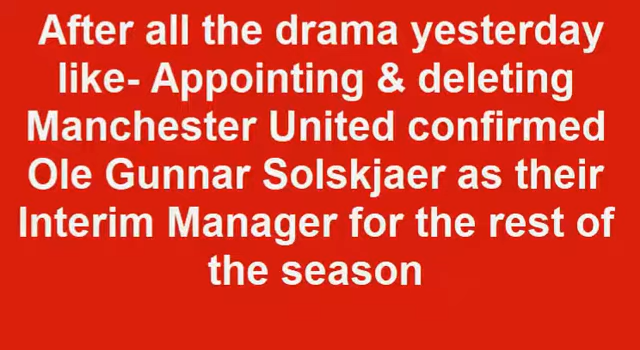 After all the drama yesterday
like- Appointing & deleting
Manchester United confirmed
Ole Gunnar Solskjaer as their
Interim Manager for the rest of
the season